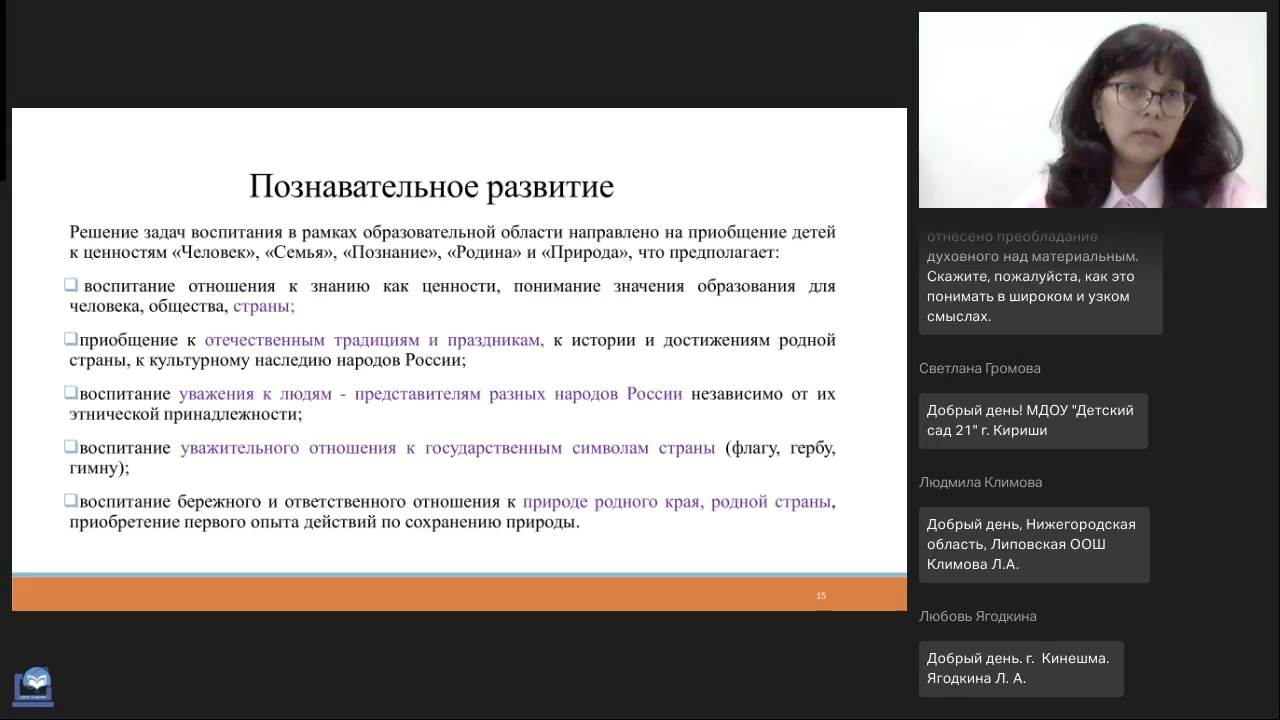 Познавательное развитие
Решение задач воспитания в рамках образовательной области направлено на приобщение детей
к ценностям «Человек», «Семья», «Познание», «Родина» и «Природа», что предполагает:
воспитание отношения к знанию как ценности, понимание значения образования для
человека, общества, страны;
приобщение к отечественным традициям и праздникам, к истории и достижениям родной
страны, к культурному наследию народов России;
воспитание уважения к людям - представителям разных народов России независимо от их
этнической принадлежности;
воспитание уважительного отношения к государственным символам страны (флагу, гербу,
гимну);
воспитание бережного и ответственного отношения к природе родного края, родной страны,
приобретение первого опыта действий по сохранению природы.
15
отнесено преобладание
духовного над материальным.
Скажите, пожалуйста, как это
понимать в широком и узком
смыслах.
Светлана Громова
Добрый день! МДОУ "Детский
сад 21" г. Кириши
Людмила Климова
Добрый день, Нижегородская
область, Липовская ООШ
Климова Л.А.
Любовь Ягодкина
Добрый день. г.  Кинешма.
Ягодкина Л. А.